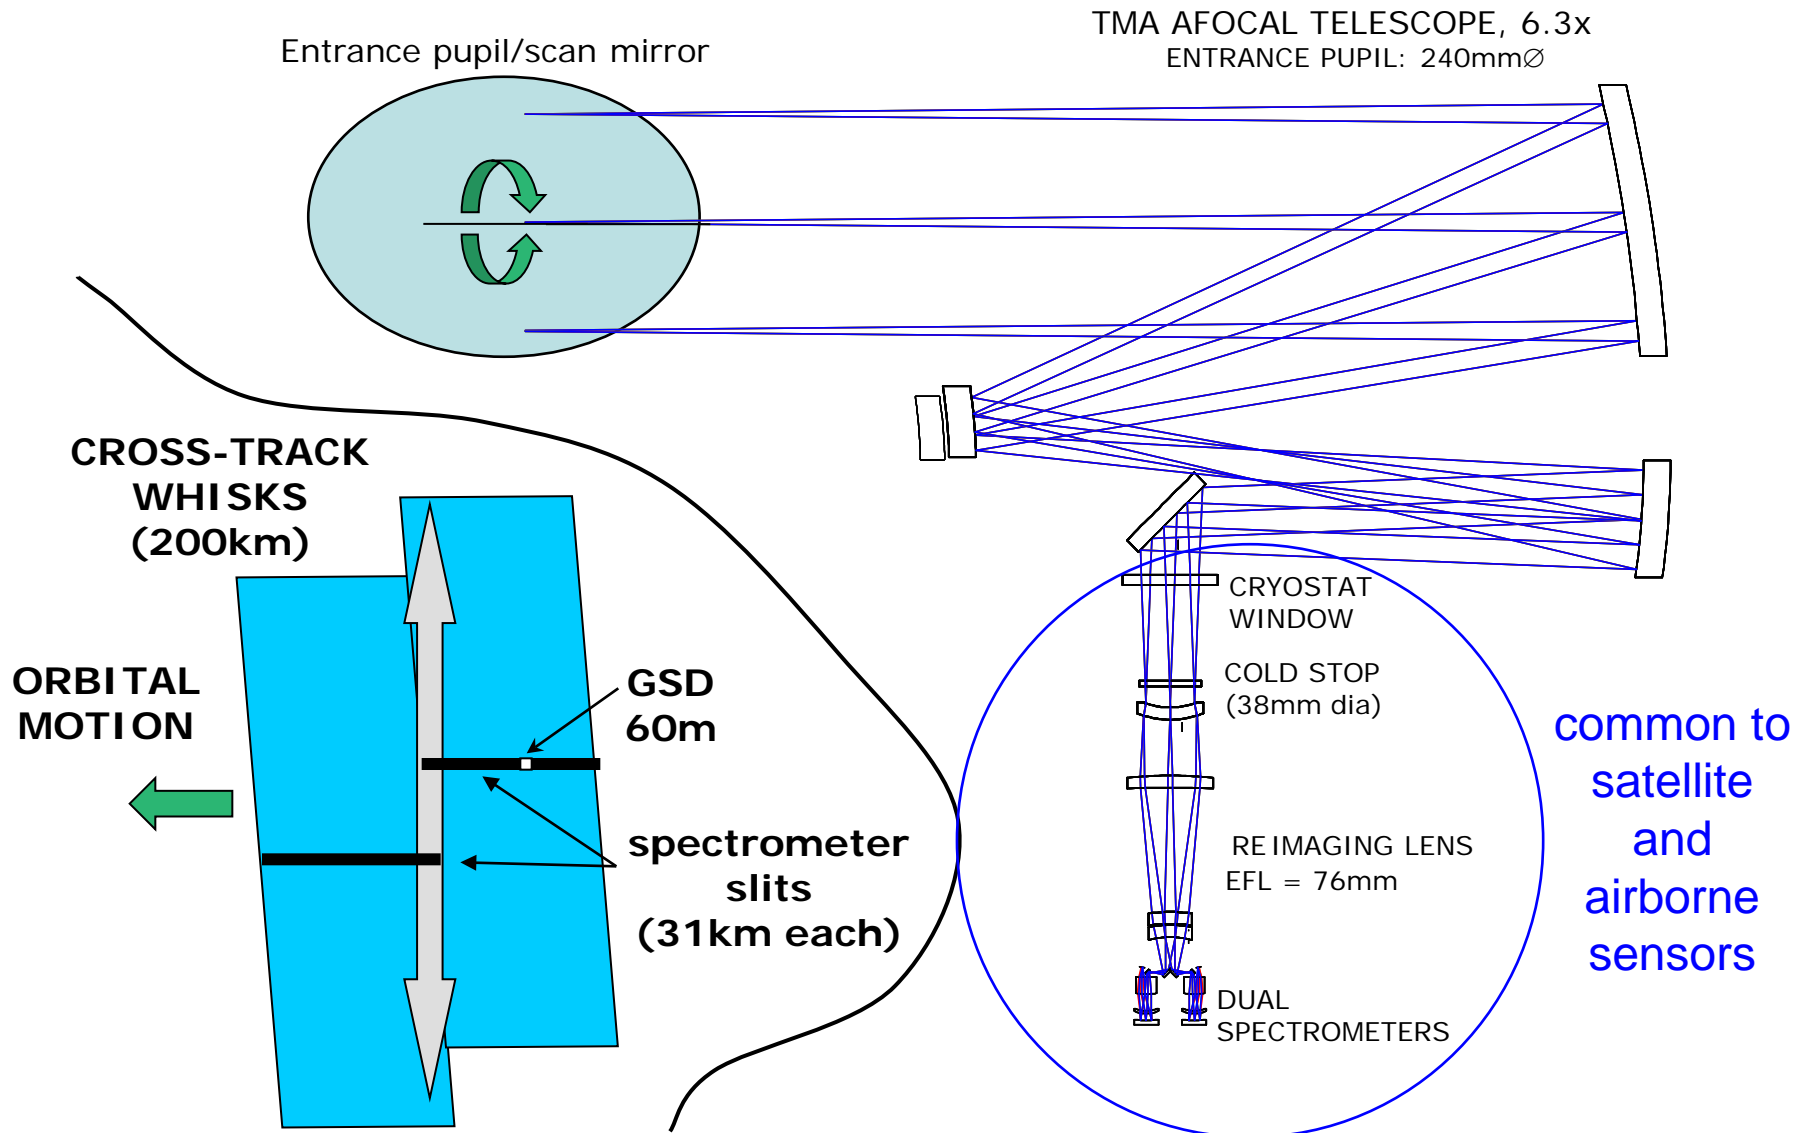 TMA AFOCAL TELESCOPE, 6.3x
ENTRANCE PUPIL: 240mm∅
Entrance pupil/scan mirror
CROSS-TRACK
WHISKS
(200km)
ORBITAL
MOTION
GSD
60m
spectrometer
slits
(31km each)
CRYOSTAT
WINDOW
COLD STOP
(38mm dia)
REIMAGING LENS
EFL = 76mm
DUAL
SPECTROMETERS
common to
satellite
and
airborne
sensors